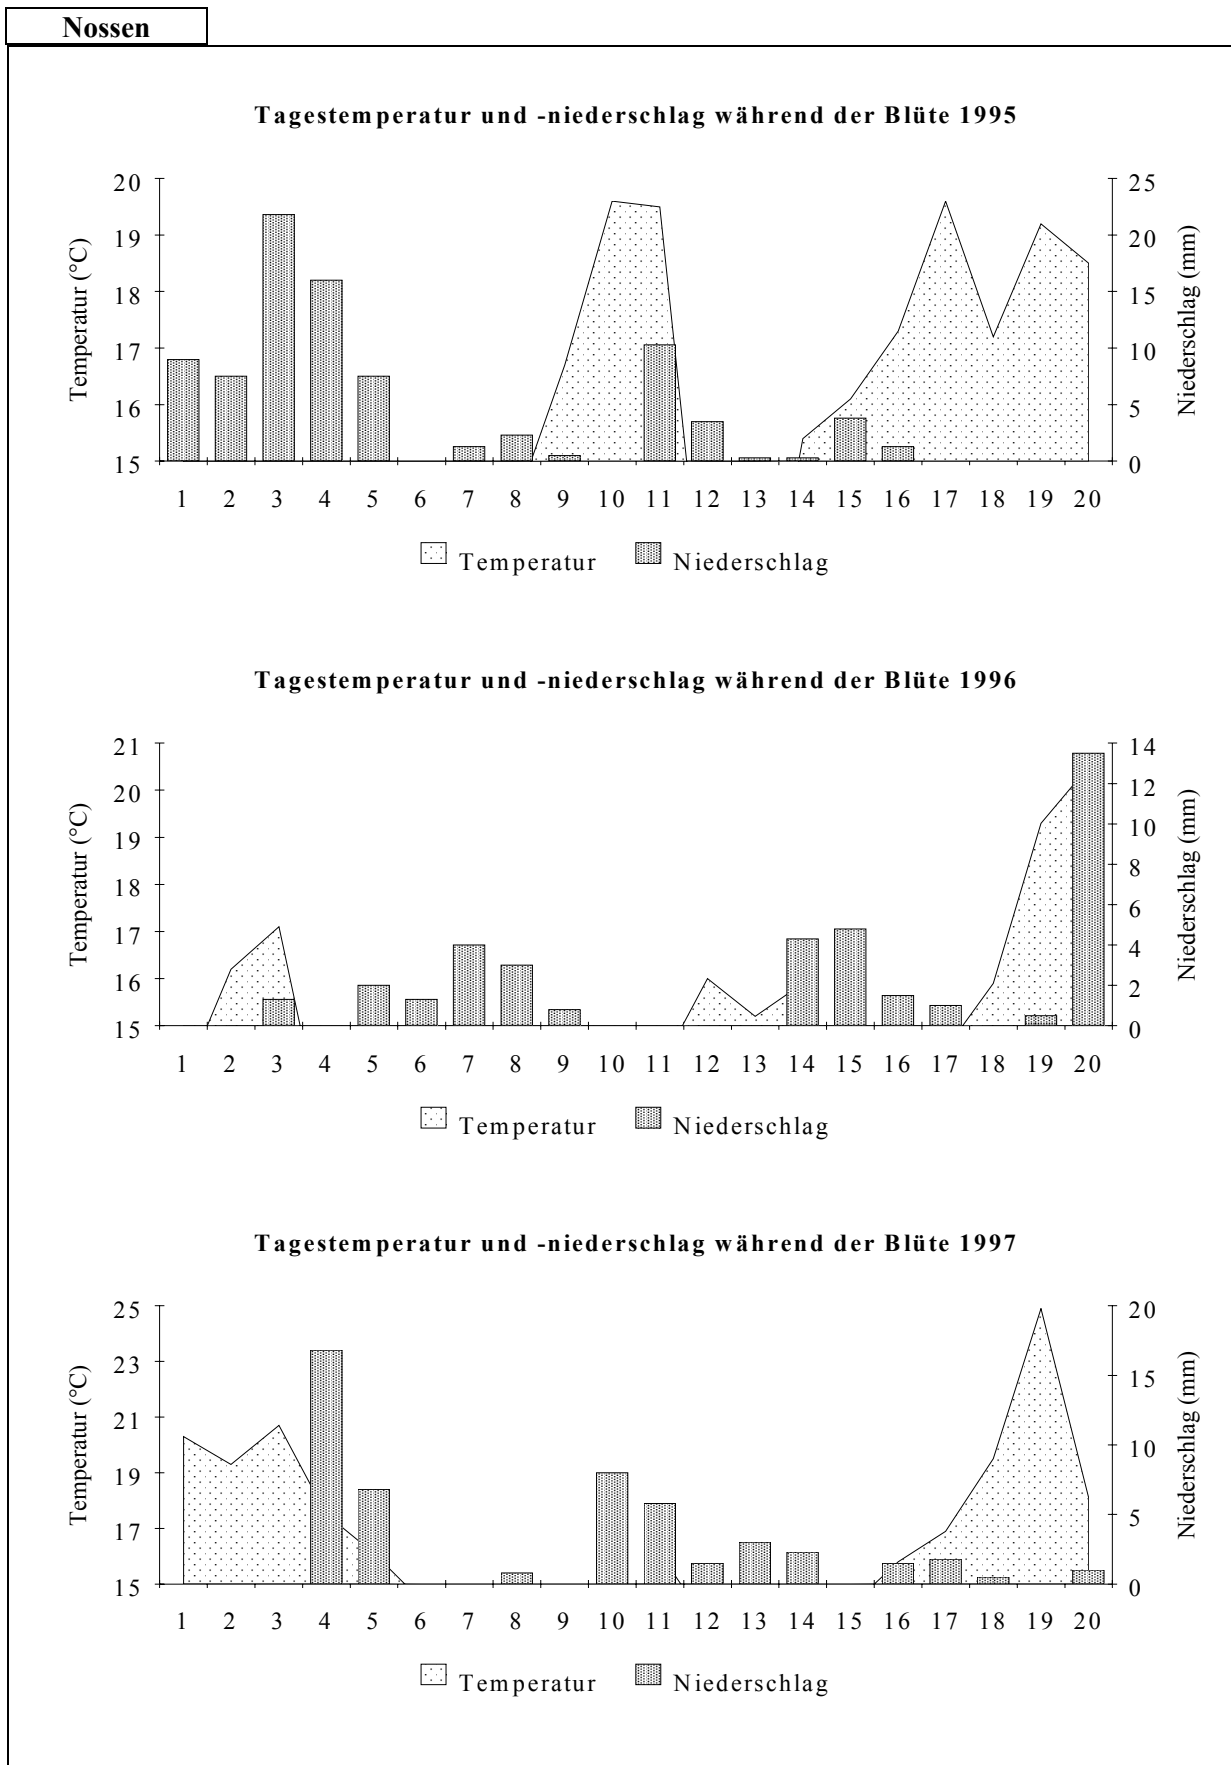 Nossen
Tagestemperatur und -niederschlag während der Blüte 1995
Temperatur (°C)
20
19
18
17
16
15
25
20
15
10
5
0
Niederschlag (mm)
1 2 3 4 5 6 7 8 9 10 11 12 13 14 15 16 17 18 19 20
Temperatur Niederschlag
Tagestemperatur und -niederschlag während der Blüte 1996
Temperatur (°C)
21
20
19
18
17
16
15
14
12
10
8
6
4
2
0
Niederschlag (mm)
1 2 3 4 5 6 7 8 9 10 11 12 13 14 15 16 17 18 19 20
Temperatur Niederschlag
Tagestemperatur und -niederschlag während der Blüte 1997
Temperatur (°C)
25
23
21
19
17
15
20
15
10
5
0
Niederschlag (mm)
1 2 3 4 5 6 7 8 9 10 11 12 13 14 15 16 17 18 19 20
Temperatur Niederschlag